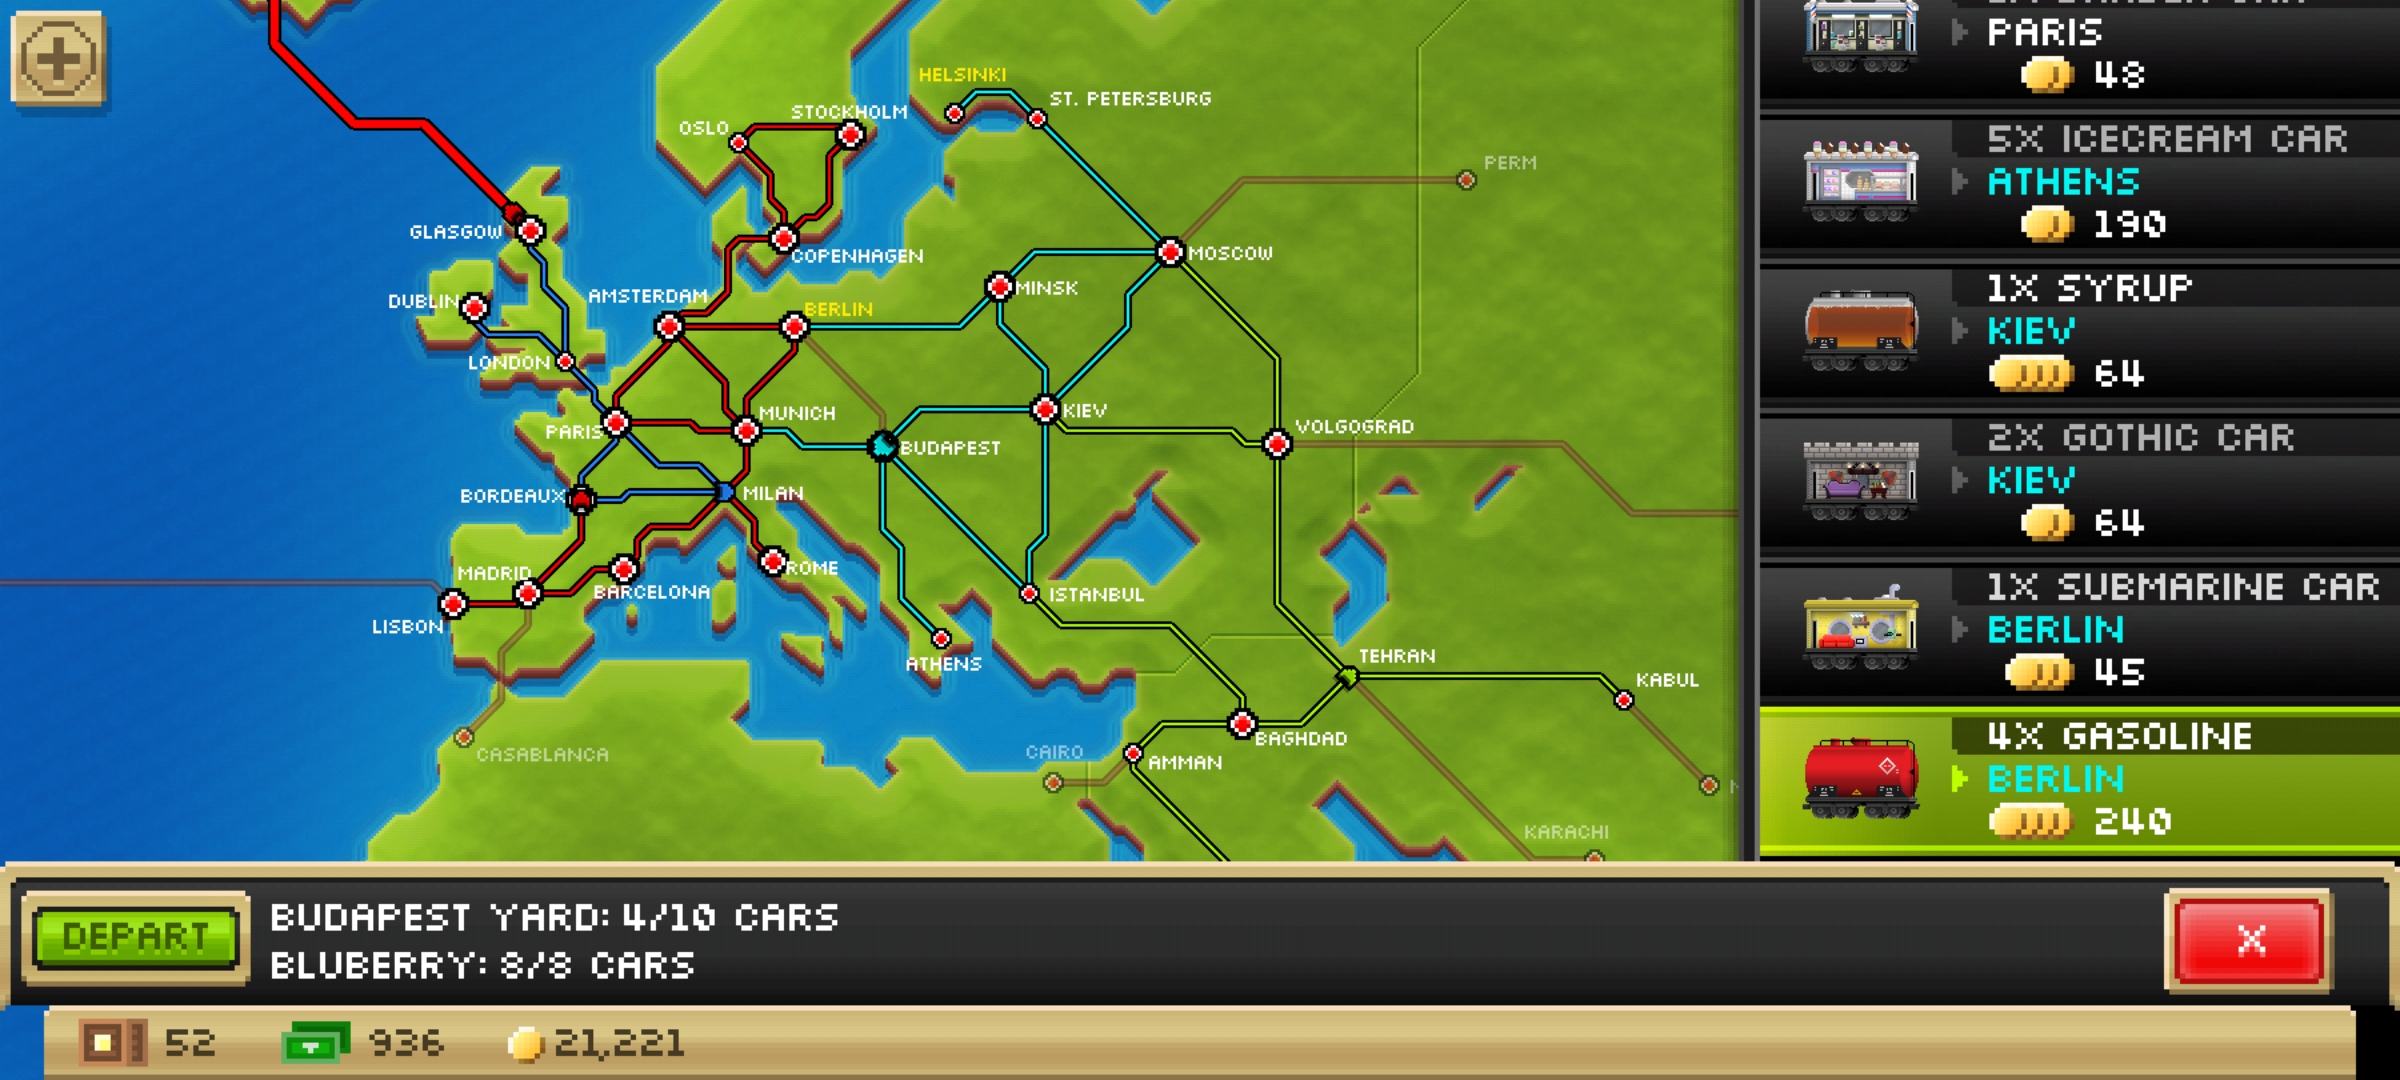 PARIS
48
5X ICECREAM CAR
ATHENS
190
1X SYRUP
KIEV
64
2X GOTHIC CAR
KIEV
64
1X SUBMARINE CAR
BERLIN
45
4X GASOLINE
BERLIN
240
HELSINKI
ST. PETERSBURG
STOCKHOLM
OSLO
PERM
GLASGOW
COPENHAGEN
MOSCOW
MINSK
DUBLIN
AMSTERDAM
BERLIN
LONDON
MUNICH
KIEV
PARIS
BUDAPEST
VOLGOGRAD
BORDEAUX
MILAN
MADRID
ROME
BARCELONA
ISTANBUL
LISBON
ATHENS
TEHRAN
KABUL
CASABLANCA
CAIRO
BAGHDAD
AMMAN
KARACHI
DEPART
BUDAPEST YARD: 4/10 CARS
BLUBERRY: 8/8 CARS
X
52
936
21,221